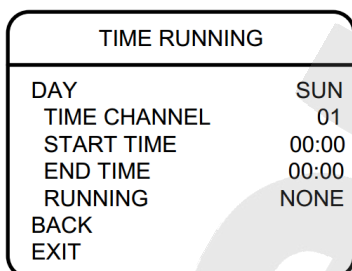 TIME RUNNING
DAY SUN
TIME CHANNEL 01
START TIME 00:00
END TIME 00:00
RUNNING NONE
BACK
EXIT